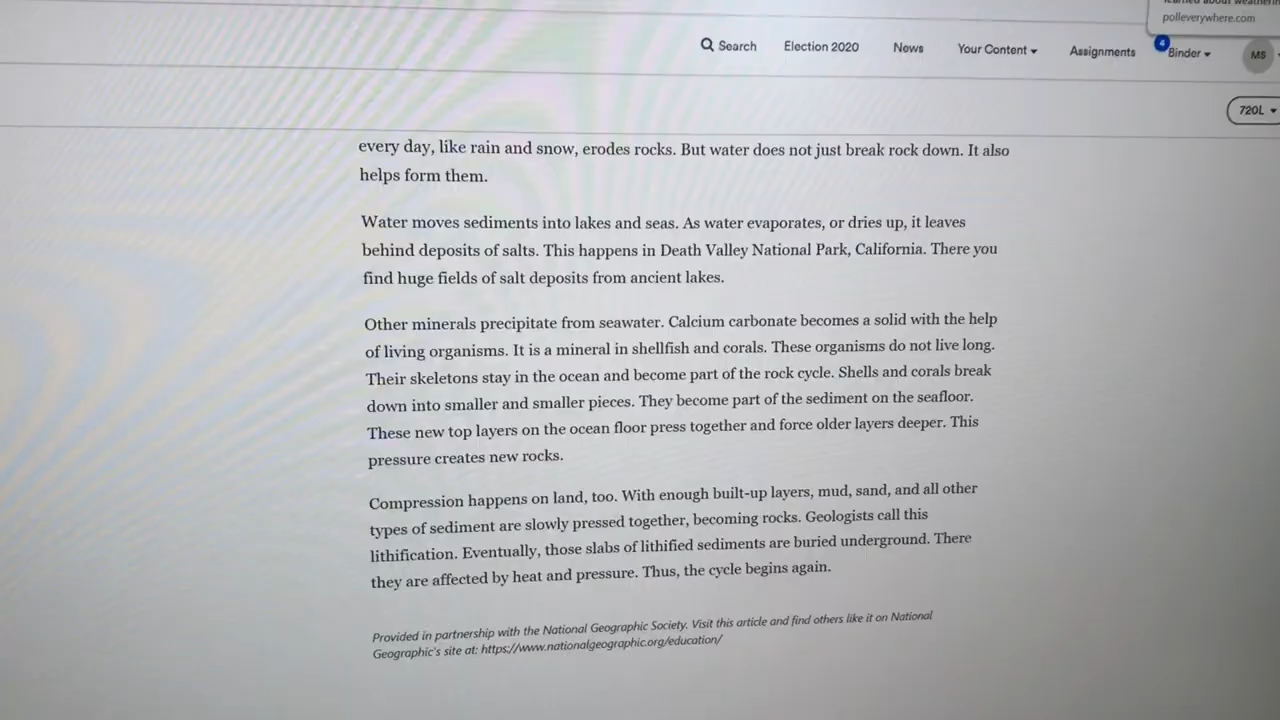 polleverywhere.com
Search Election 2020 News Your Content Assignments 4 Binder MS
720L
every day, like rain and snow, erodes rocks. But water does not just break rock down. It also
helps form them.
Water moves sediments into lakes and seas. As water evaporates, or dries up, it leaves
behind deposits of salts. This happens in Death Valley National Park, California. There you
find huge fields of salt deposits from ancient lakes.
Other minerals precipitate from seawater. Calcium carbonate becomes a solid with the help
of living organisms. It is a mineral in shellfish and corals. These organisms do not live long.
Their skeletons stay in the ocean and become part of the rock cycle. Shells and corals break
down into smaller and smaller pieces. They become part of the sediment on the seafloor.
These new top layers on the ocean floor press together and force older layers deeper. This
pressure creates new rocks.
Compression happens on land, too. With enough built-up layers, mud, sand, and all other
types of sediment are slowly pressed together, becoming rocks. Geologists call this
lithification. Eventually, those slabs of lithified sediments are buried underground. There
they are affected by heat and pressure. Thus, the cycle begins again.
Provided in partnership with the National Geographic Society. Visit this article and find others like it on National
Geographic's site at: https://www.nationalgeographic.org/education/